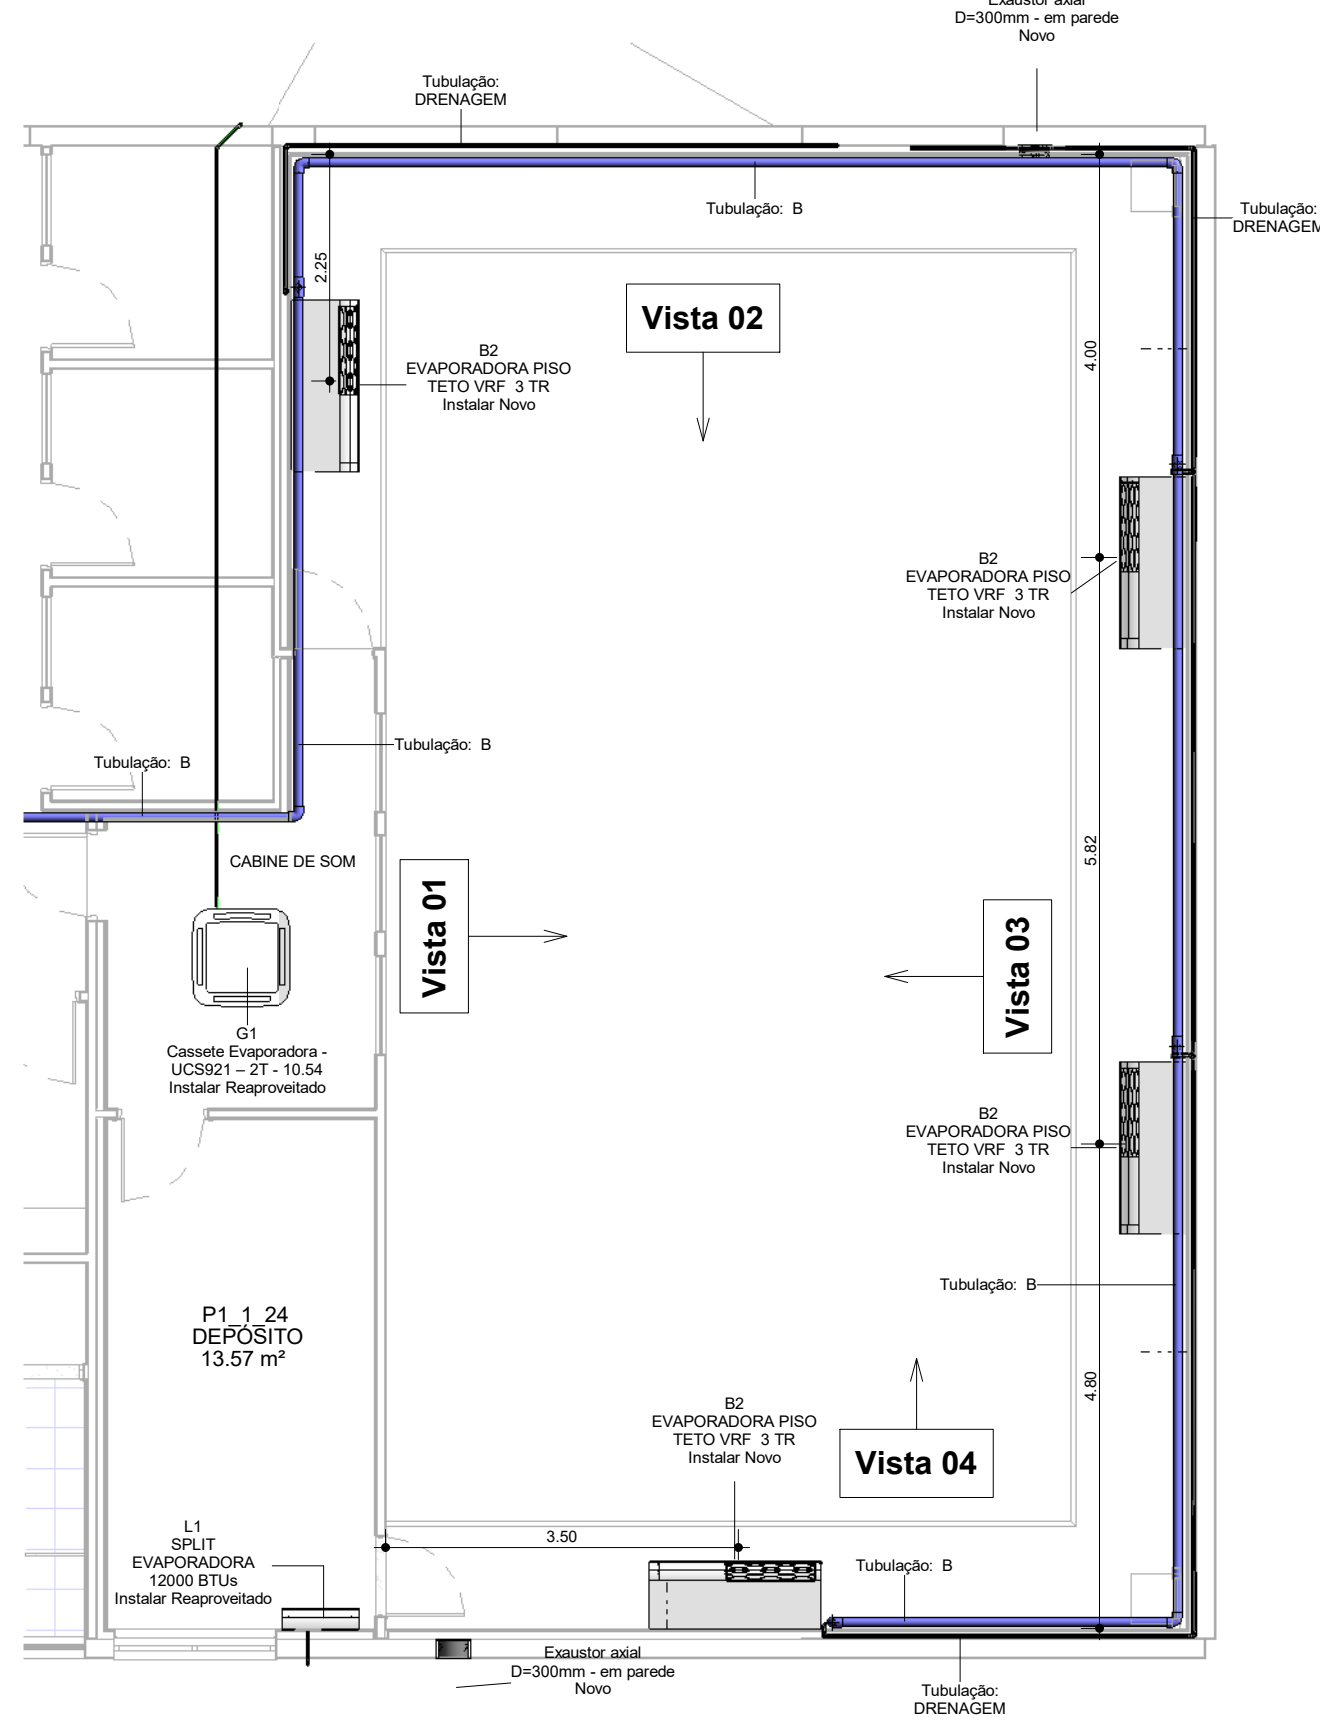 Exaustor axial
D=300mm - em parede
Novo
Tubulação:
DRENAGEM
Tubulação: B
Tubulação:
DRENAGEM
2.25
Vista 02
B2
EVAPORADORA PISO
TETO VRF 3 TR
Instalar Novo
4.00
B2
EVAPORADORA PISO
TETO VRF 3 TR
Instalar Novo
Tubulação: B
Tubulação: B
CABINE DE SOM
5.82
Vista 01
Vista 03
G1
Cassete Evaporadora -
UCS921 – 2T - 10.54
Instalar Reaproveitado
B2
EVAPORADORA PISO
TETO VRF 3 TR
Instalar Novo
Tubulação: B
P1_1_24
DEPÓSITO
13.57 m²
4.80
B2
EVAPORADORA PISO
TETO VRF 3 TR
Instalar Novo
Vista 04
L1
SPLIT
EVAPORADORA
12000 BTUs
Instalar Reaproveitado
3.50
Tubulação: B
Exaustor axial
D=300mm - em parede
Novo
Tubulação:
DRENAGEM